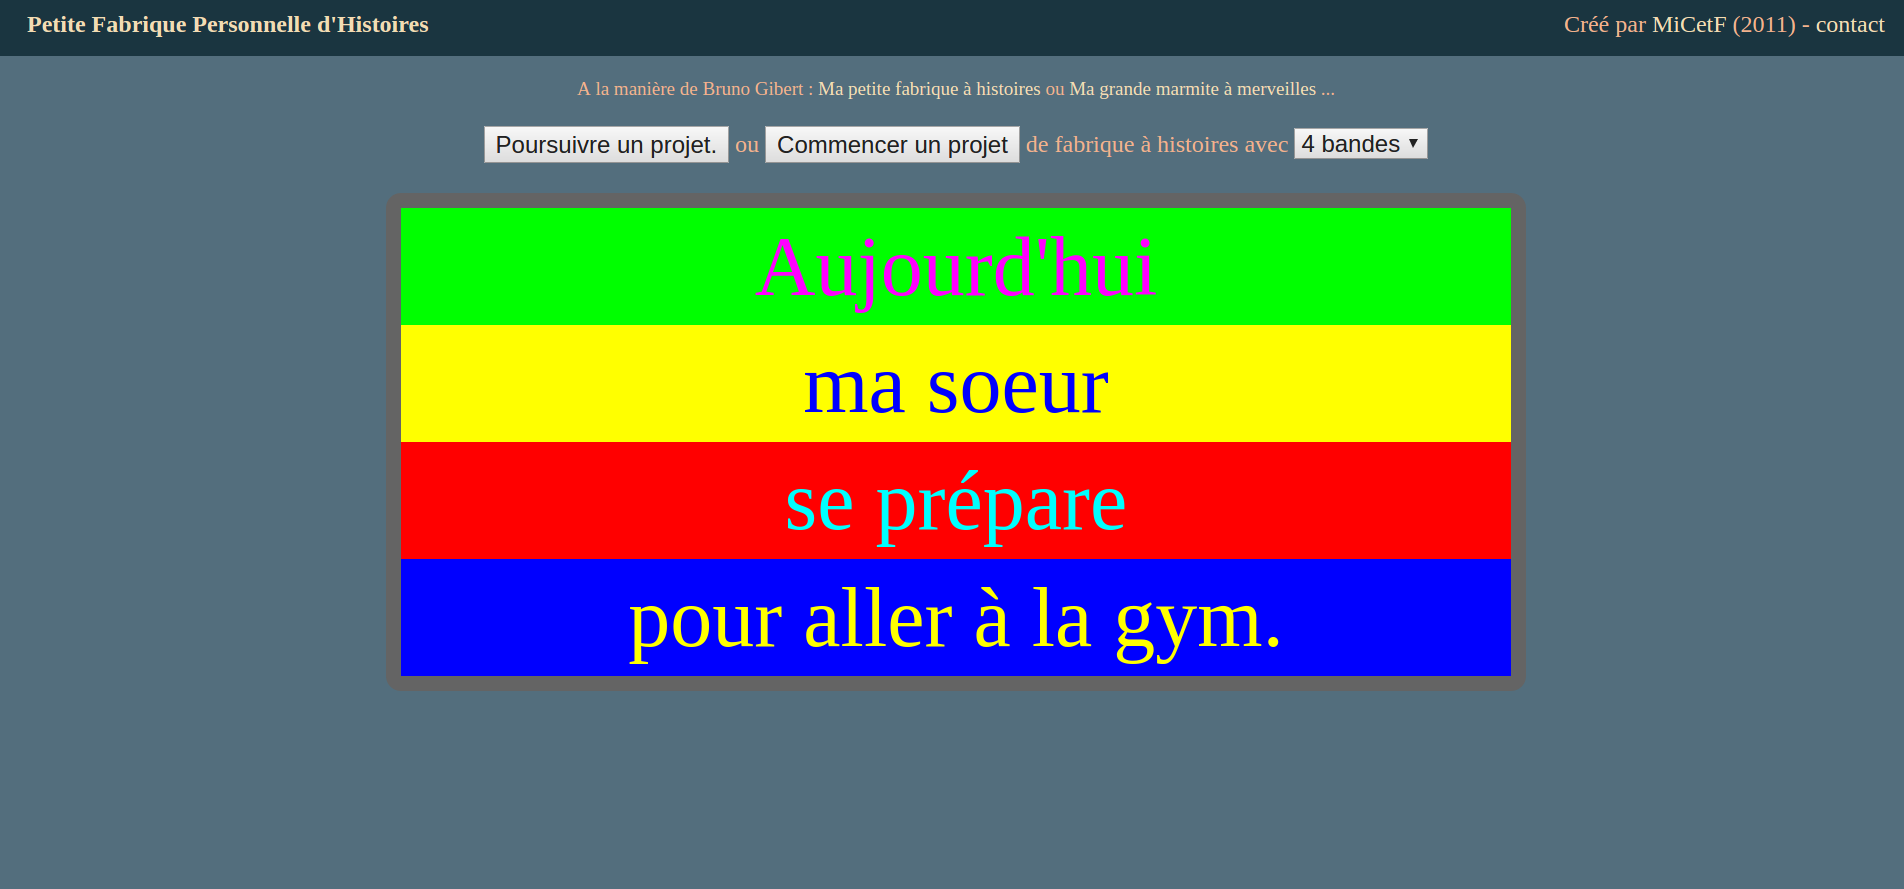 Petite Fabrique Personnelle d'Histoires
Créé par MiCetF (2011) - contact
A la manière de Bruno Gibert : Ma petite fabrique à histoires ou Ma grande marmite à merveilles ...
Poursuivre un projet. ou Commencer un projet de fabrique à histoires avec 4 bandes
Aujourd'hui
ma soeur
se prépare
pour aller à la gym.